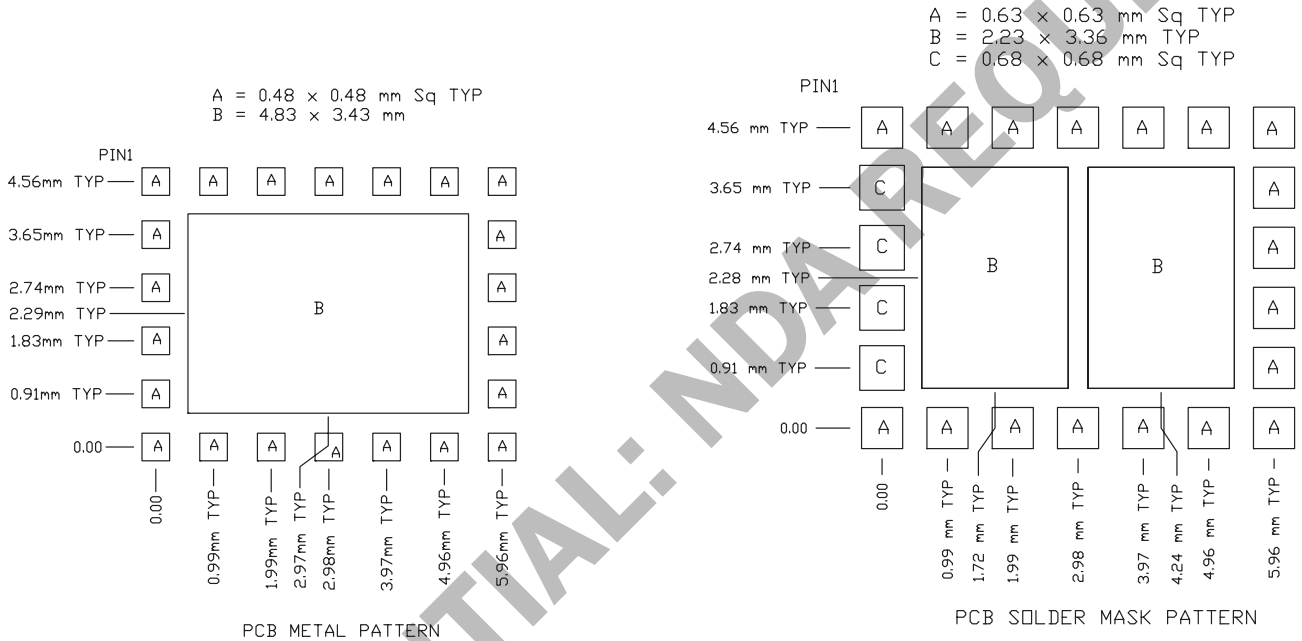 A = 0.63 x 0.63 mm Sq TYP
B = 2.23 x 3.36 mm TYP
C = 0.68 x 0.68 mm Sq TYP
A = 0.48 x 0.48 mm Sq TYP
B = 4.83 x 3.43 mm
PIN1
4.56mm TYP
A A A A A A A
3.65mm TYP
A A
2.74mm TYP
A A
2.29mm TYP
B
1.83mm TYP
A A
0.91mm TYP
A A
0.00
A A A A A A A
0.00
0.99mm TYP
1.99mm TYP
2.97mm TYP
2.98mm TYP
3.97mm TYP
4.96mm TYP
5.96mm TYP
PCB METAL PATTERN
PIN1
4.56 mm TYP
A A A A A A A
3.65 mm TYP
C A
2.74 mm TYP
C A
B B
2.28 mm TYP
1.83 mm TYP
C A
0.91 mm TYP
C A
0.00
A A A A A A A
0.00
0.99 mm TYP
1.72 mm TYP
1.99 mm TYP
2.98 mm TYP
3.97 mm TYP
4.24 mm TYP
4.96 mm TYP
5.96 mm TYP
PCB SOLDER MASK PATTERN